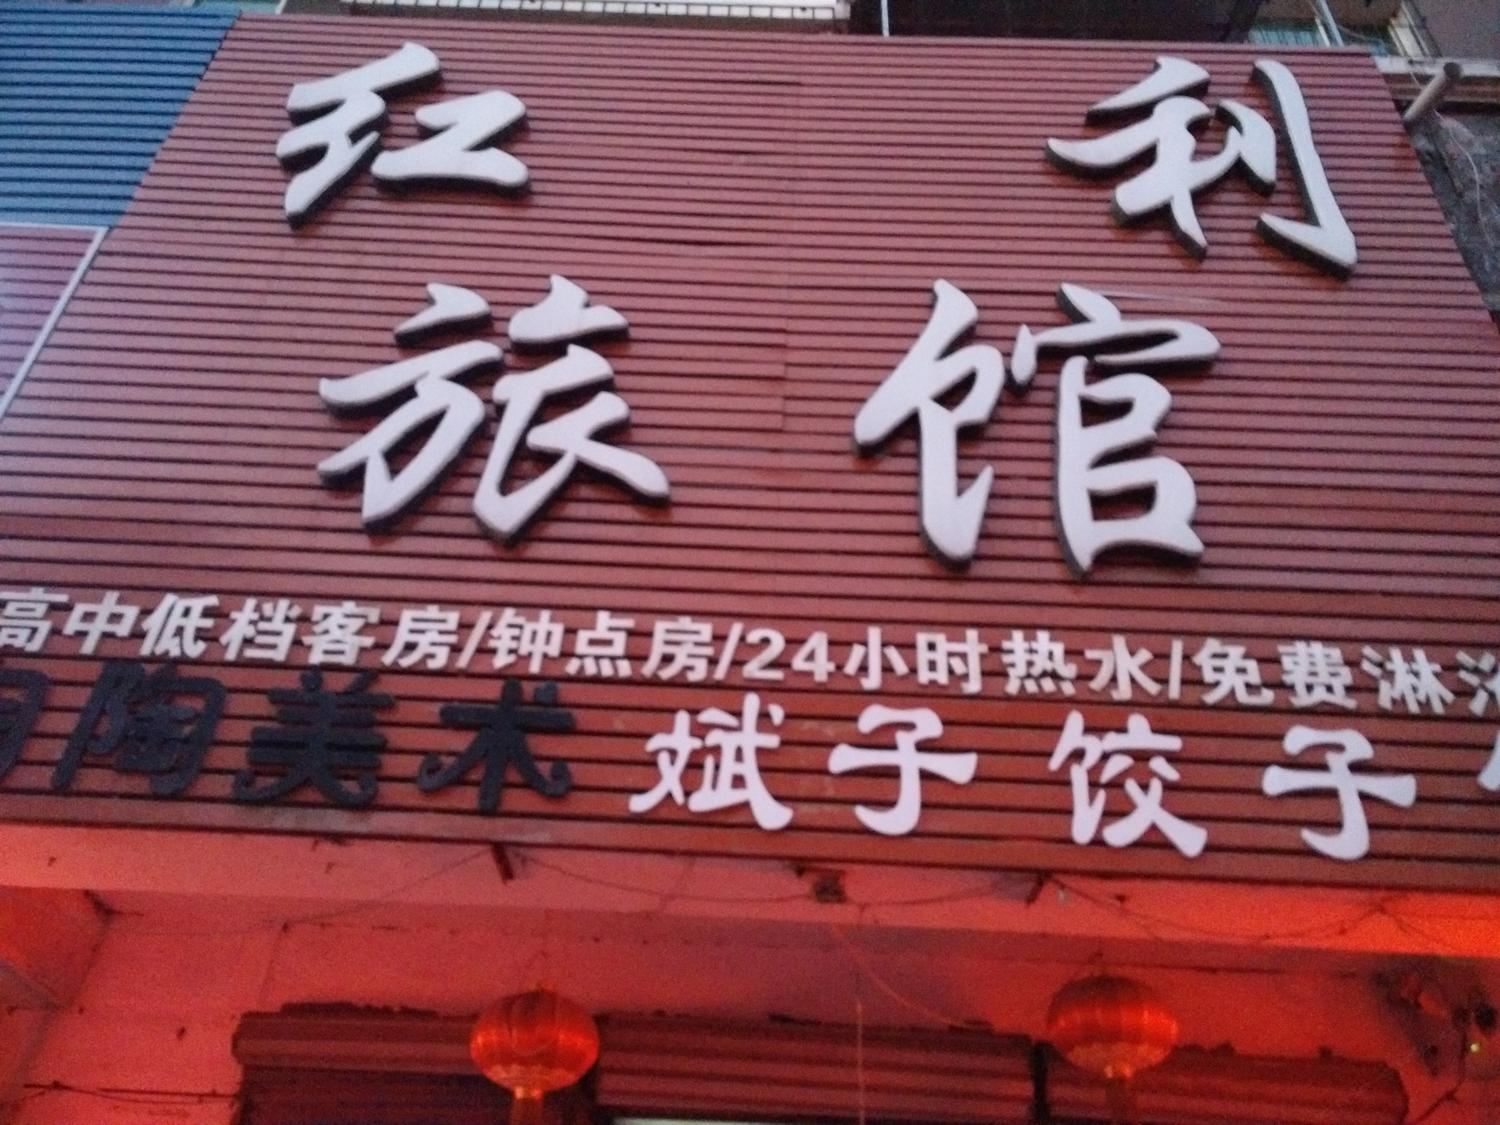 红利
旅馆
高中低档客房/钟点房/24小时热水/免费淋浴
陶美术 斌子饺子